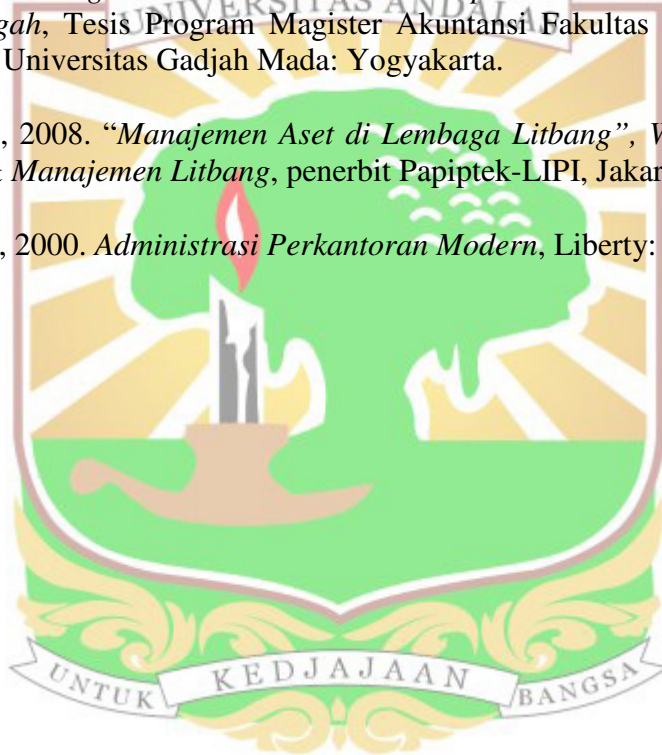 UNIVERSITAS ANDALAS
gah, Tesis Program Magister Akuntansi Fakultas
Universitas Gadjah Mada: Yogyakarta.
, 2008. “Manajemen Aset di Lembaga Litbang”, W
Manajemen Litbang, penerbit Papiptek-LIPI, Jakar
, 2000. Administrasi Perkantoran Modern, Liberty:
UNTUK KEDJAJAAN BANGSA